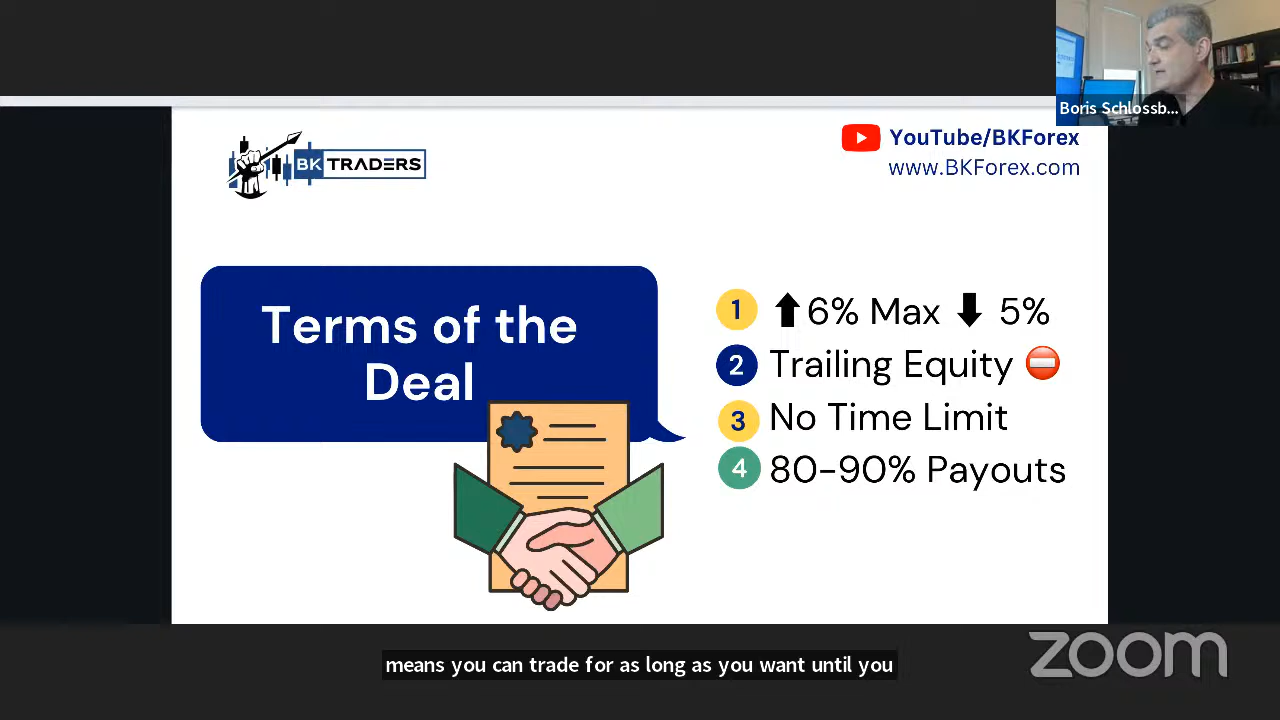 Boris Schlossb...
BK TRADERS
YouTube/BKForex
www.BKForex.com
Terms of the
Deal
1 ⬆6% Max ⬇ 5%
2 Trailing Equity ⛔
3 No Time Limit
4 80-90% Payouts
means you can trade for as long as you want until you
zoom